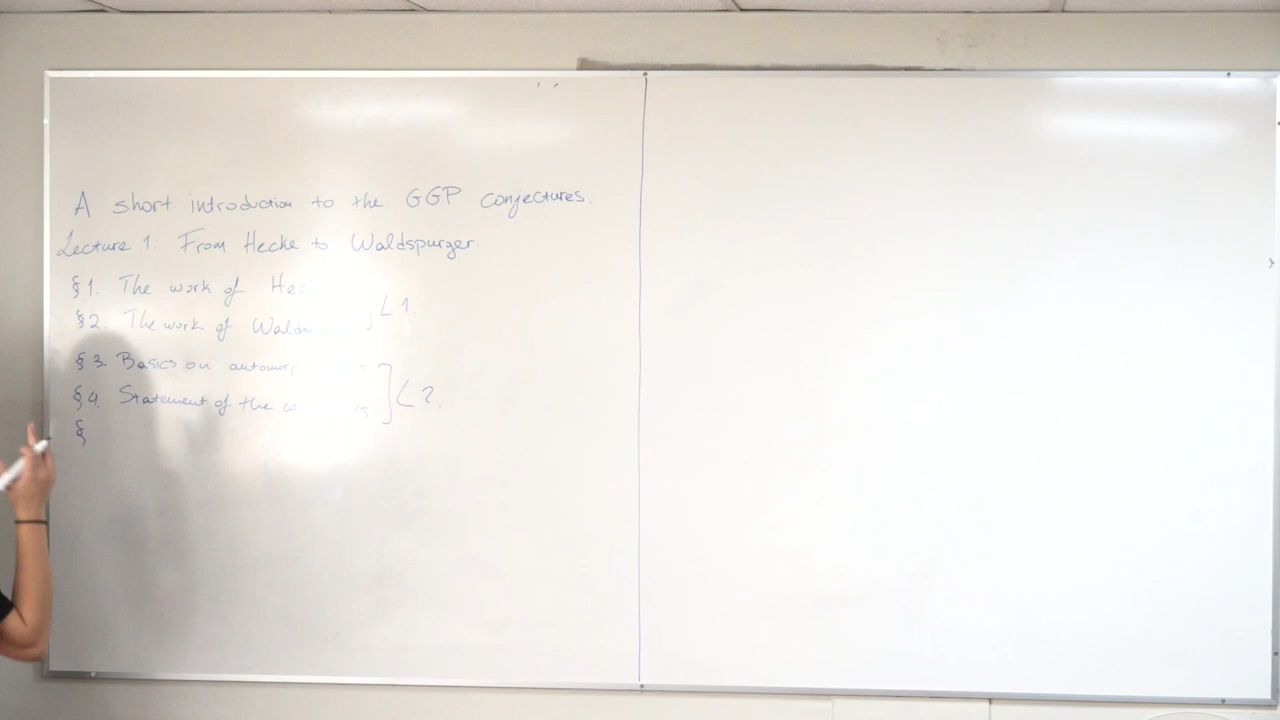 A short introduction to the GGP conjectures.
Lecture 1: From Hecke to Waldspurger.
§1. The work of
§2. The work of
L 1.
§3. Basics on
§4. Statement of the
L 2.
§